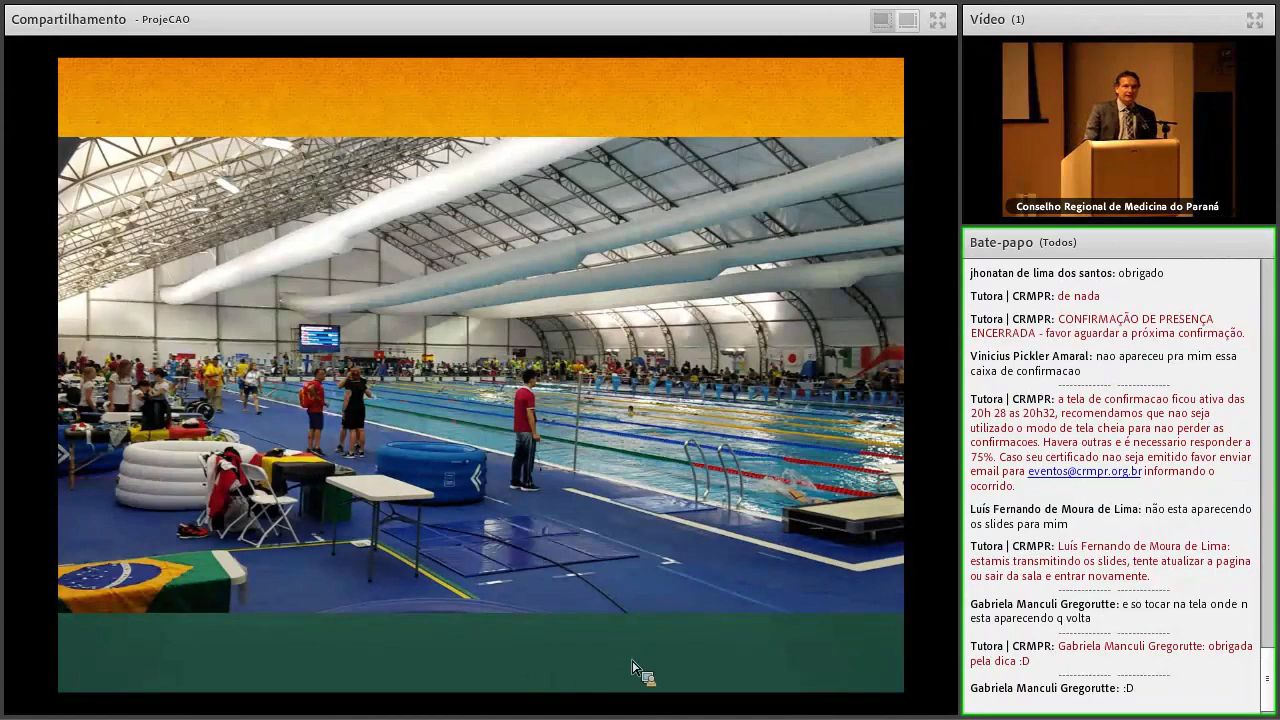 Compartilhamento - ProjeCAO
Vídeo (1)
Conselho Regional de Medicina do Paraná
Bate-papo (Todos)
jhonatan de lima dos santos: obrigado
Tutora | CRMPR: de nada
Tutora | CRMPR: CONFIRMAÇÃO DE PRESENÇA
ENCERRADA - favor aguardar a próxima confirmação.
Vinicius Pickler Amaral: nao apareceu pra mim essa
caixa de confirmacao
-------------- --------------
Tutora | CRMPR: a tela de confirmacao ficou ativa das
20h 28 as 20h32, recomendamos que nao seja
utilizado o modo de tela cheia para nao perder as
confirmacoes. Havera outras e é necessario responder a
75%. Caso seu certificado nao seja emitido favor enviar
email para eventos@crmpr.org.br informando o
ocorrido.
Luís Fernando de Moura de Lima: não esta aparecendo
os slides para mim
Tutora | CRMPR: Luís Fernando de Moura de Lima:
estamis transmitindo os slides, tente atualizar a pagina
ou sair da sala e entrar novamente.
-------------- --------------
Gabriela Manculi Gregorutte: e so tocar na tela onde n
esta aparecendo q volta
-------------- --------------
Tutora | CRMPR: Gabriela Manculi Gregorutte: obrigada
pela dica :D
-------------- --------------
Gabriela Manculi Gregorutte: :D